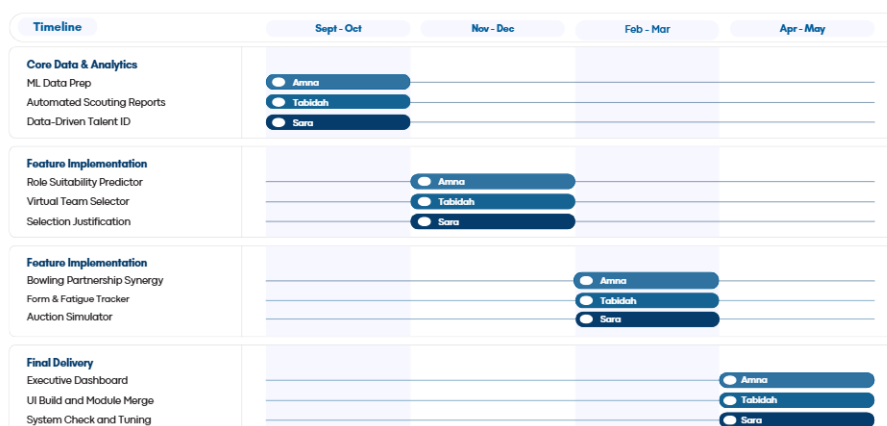 Timeline Sept - Oct Nov - Dec Feb - Mar Apr - May
Core Data & Analytics
ML Data Prep Amna
Automated Scouting Reports Tabidah
Data-Driven Talent ID Sara
Feature Implementation
Role Suitability Predictor Amna
Virtual Team Selector Tabidah
Selection Justification Sara
Feature Implementation
Bowling Partnership Synergy Amna
Form & Fatigue Tracker Tabidah
Auction Simulator Sara
Final Delivery
Executive Dashboard Amna
UI Build and Module Merge Tabidah
System Check and Tuning Sara